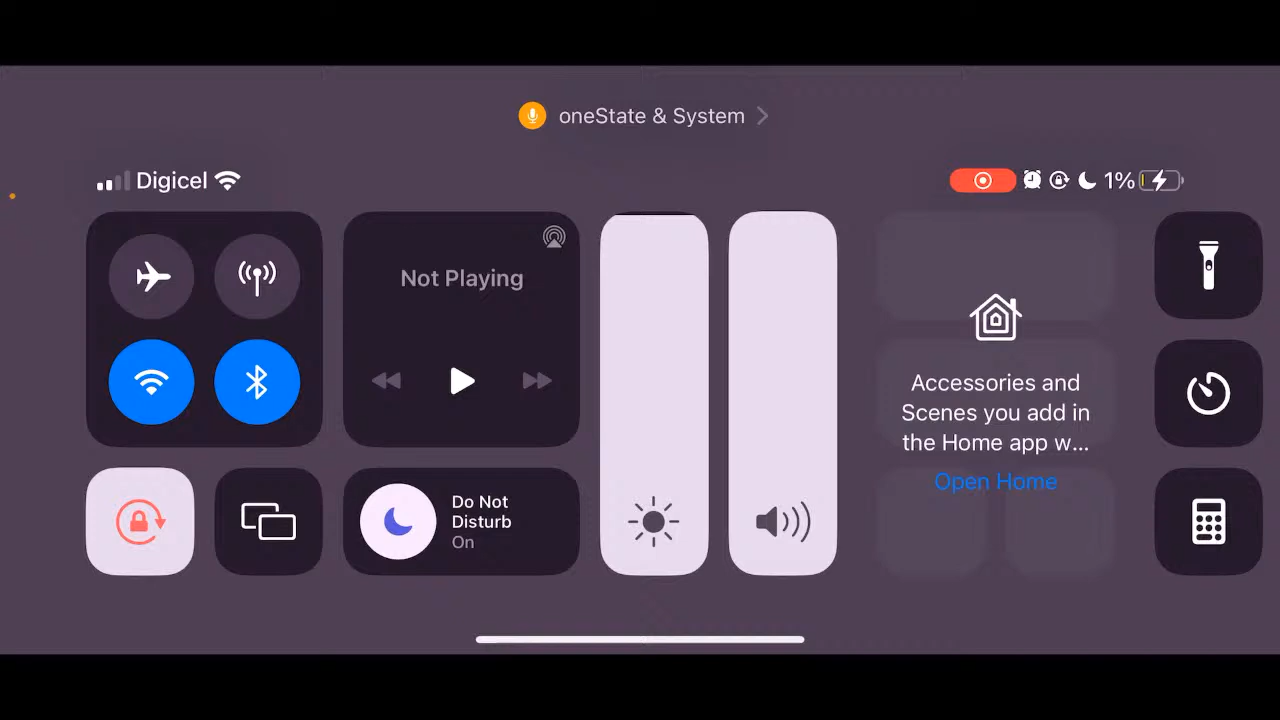 oneState & System
Digicel
1%
Not Playing
Do Not
Disturb
On
Accessories and
Scenes you add in
the Home app w...
Open Home